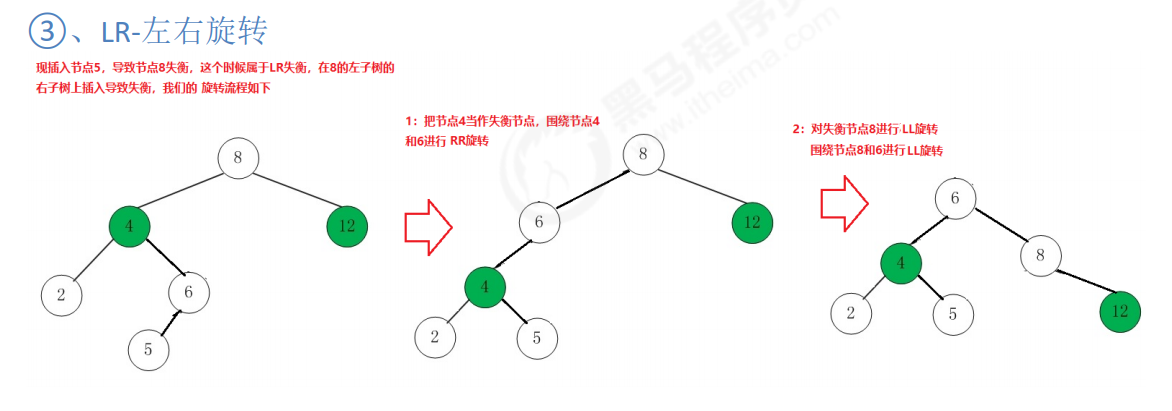 ③、LR-左右旋转
现插入节点5，导致节点8失衡，这个时候属于LR失衡，在8的左子树的
右子树上插入导致失衡，我们的 旋转流程如下
1：把节点4当作失衡节点，围绕节点4
和6进行 RR旋转
2：对失衡节点8进行 LL旋转
围绕节点8和6进行 LL旋转
8
4
12
2
6
5
8
6
12
4
2
5
6
8
4
2
5
12
黑马程序员
www.itheima.com